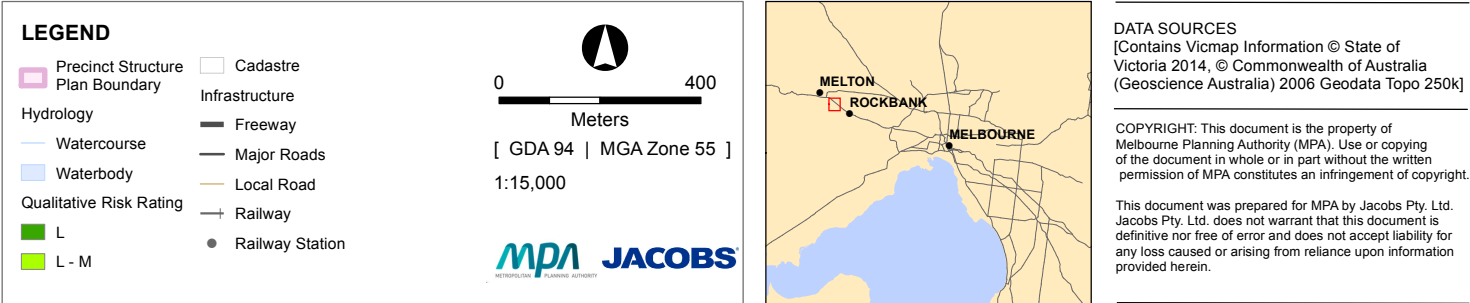 LEGEND
Precinct Structure
Plan Boundary
Hydrology
Watercourse
Waterbody
Qualitative Risk Rating
L
L - M
Cadastre
Infrastructure
Freeway
Major Roads
Local Road
Railway
Railway Station
0 400
Meters
[ GDA 94 | MGA Zone 55 ]
1:15,000
MPA
METROPOLITAN PLANNING AUTHORITY
JACOBS
MELTON
ROCKBANK
MELBOURNE
DATA SOURCES
[Contains Vicmap Information © State of
Victoria 2014, © Commonwealth of Australia
(Geoscience Australia) 2006 Geodata Topo 250k]
COPYRIGHT: This document is the property of
Melbourne Planning Authority (MPA). Use or copying
of the document in whole or in part without the written
permission of MPA constitutes an infringement of copyright.
This document was prepared for MPA by Jacobs Pty. Ltd.
Jacobs Pty. Ltd. does not warrant that this document is
definitive nor free of error and does not accept liability for
any loss caused or arising from reliance upon information
provided herein.